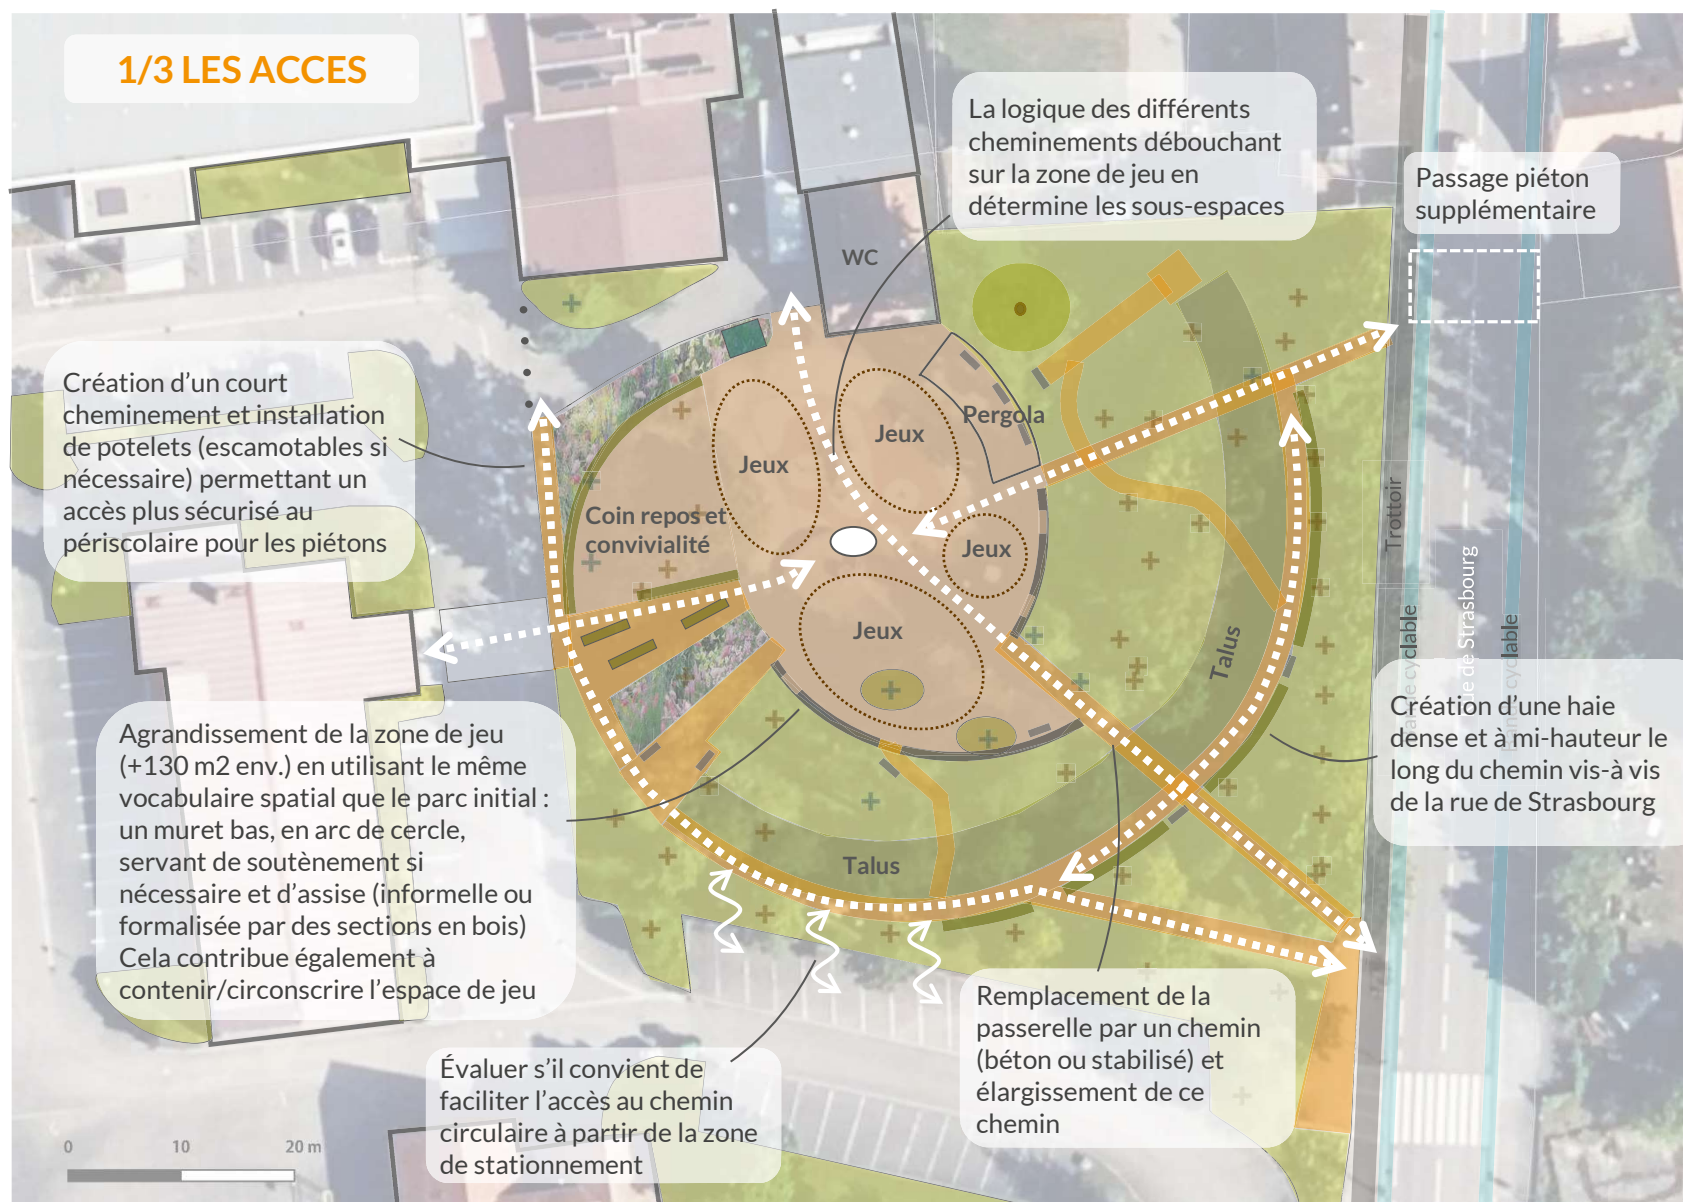 1/3 LES ACCES
La logique des différents
cheminements débouchant
sur la zone de jeu en
détermine les sous-espaces
Passage piéton
supplémentaire
WC
Création d’un court
cheminement et installation
de potelets (escamotables si
nécessaire) permettant un
accès plus sécurisé au
périscolaire pour les piétons
Pergola
Jeux
Jeux
Coin repos et
convivialité
Jeux
Jeux
Trottoir
cyclable
de Strasbourg
cyclable
Talus
Création d’une haie
dense et à mi-hauteur le
long du chemin vis-à vis
de la rue de Strasbourg
Agrandissement de la zone de jeu
(+130 m2 env.) en utilisant le même
vocabulaire spatial que le parc initial :
un muret bas, en arc de cercle,
servant de soutènement si
nécessaire et d’assise (informelle ou
formalisée par des sections en bois)
Cela contribue également à
contenir/circonscrire l’espace de jeu
Talus
Remplacement de la
passerelle par un chemin
(béton ou stabilisé) et
élargissement de ce
chemin
Évaluer s’il convient de
faciliter l’accès au chemin
circulaire à partir de la zone
de stationnement
0 10 20 m